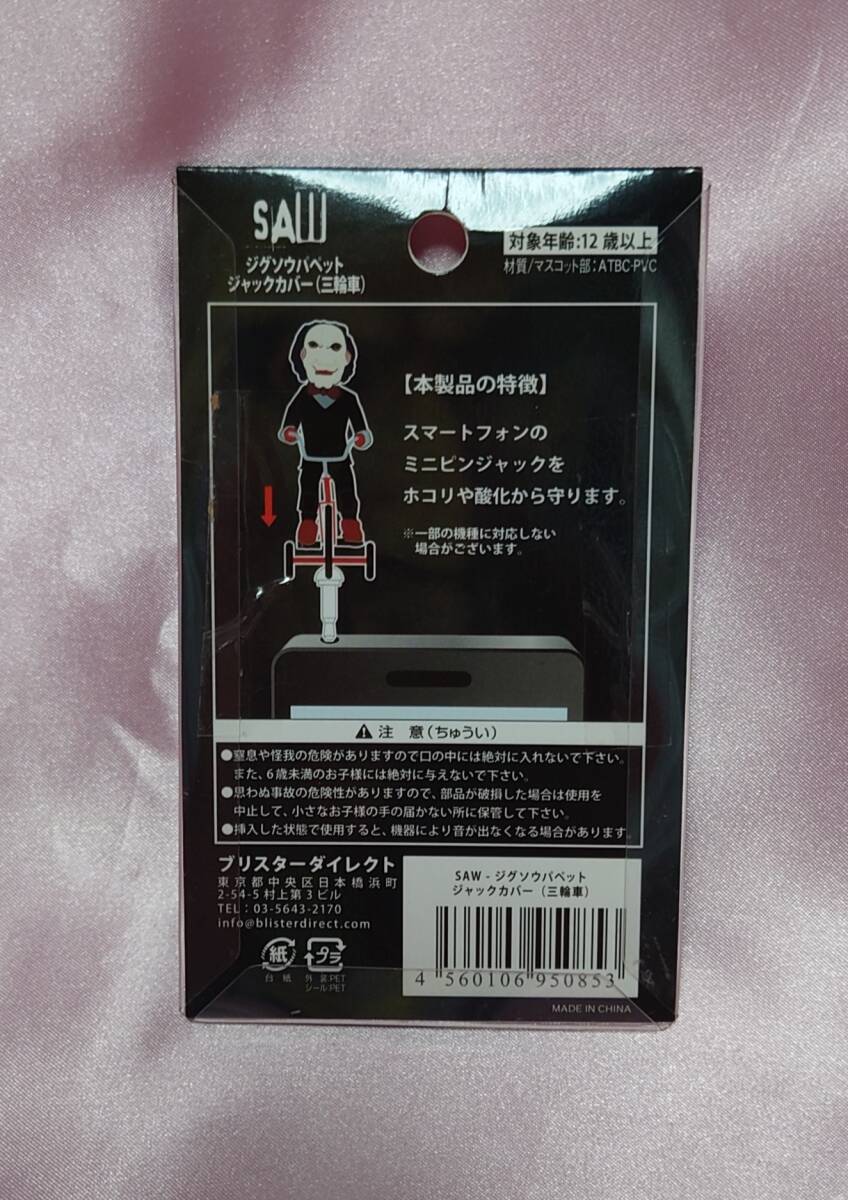 SAW
ジグソウパペット
ジャックカバー(三輪車)
対象年齢:12歳以上
材質/マスコット部:ATBC-PVC
【本製品の特徴】
スマートフォンの
ミニピンジャックを
ホコリや酸化から守ります。
※一部の機種に対応しない
場合がございます。
注 意(ちゅうい)
●窒息や怪我の危険がありますので口の中には絶対に入れないで下さい。
また、6歳未満のお子様には絶対に与えないで下さい。
●思わぬ事故の危険性がありますので、部品が破損した場合は使用を
中止して、小さなお子様の手の届かない所に保管して下さい。
●挿入した状態で使用すると、機器により音が出なくなる場合があります。
ブリスターダイレクト
東京都中央区日本橋浜町
2-54-5 村上第3ビル
TEL:03-5643-2170
info@blisterdirect.com
紙
台 紙
プラ
外 装:PET
シール:PET
SAW - ジグソウパペット
ジャックカバー (三輪車)
4 560106 950853
MADE IN CHINA